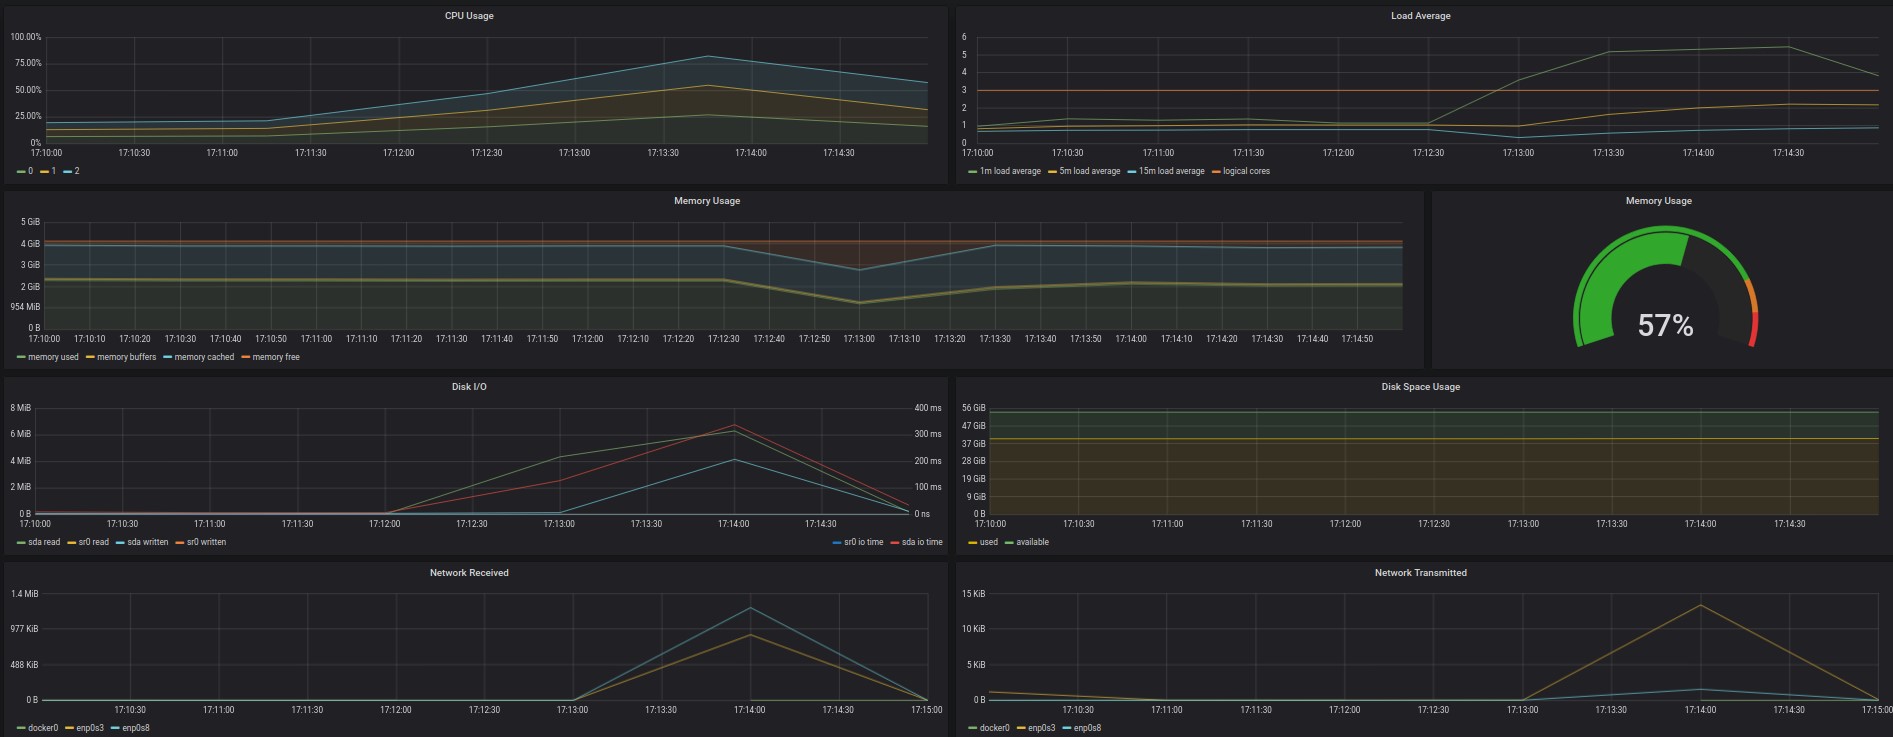 CPU Usage
100.00%
75.00%
50.00%
25.00%
0%
17:10:00 17:10:30 17:11:00 17:11:30 17:12:00 17:12:30 17:13:00 17:13:30 17:14:00 17:14:30
0 1 2
Load Average
6
5
4
3
2
1
0
17:10:00 17:10:30 17:11:00 17:11:30 17:12:00 17:12:30 17:13:00 17:13:30 17:14:00 17:14:30
1m load average 5m load average 15m load average logical cores
Memory Usage
5 GiB
4 GiB
3 GiB
2 GiB
954 MiB
0 B
17:10:00 17:10:10 17:10:20 17:10:30 17:10:40 17:10:50 17:11:00 17:11:10 17:11:20 17:11:30 17:11:40 17:11:50 17:12:00 17:12:10 17:12:20 17:12:30 17:12:40 17:12:50 17:13:00 17:13:10 17:13:20 17:13:30 17:13:40 17:13:50 17:14:00 17:14:10 17:14:20 17:14:30 17:14:40 17:14:50
memory used memory buffers memory cached memory free
Memory Usage
57%
Disk I/O
8 MiB 400 ms
6 MiB 300 ms
4 MiB 200 ms
2 MiB 100 ms
0 B 0 ns
17:10:00 17:10:30 17:11:00 17:11:30 17:12:00 17:12:30 17:13:00 17:13:30 17:14:00 17:14:30
sda read sr0 read sda written sr0 written sr0 io time sda io time
Disk Space Usage
56 GiB
47 GiB
37 GiB
28 GiB
19 GiB
9 GiB
0 B
17:10:00 17:10:30 17:11:00 17:11:30 17:12:00 17:12:30 17:13:00 17:13:30 17:14:00 17:14:30
used available
Network Received
1.4 MiB
977 KiB
488 KiB
0 B
17:10:30 17:11:00 17:11:30 17:12:00 17:12:30 17:13:00 17:13:30 17:14:00 17:14:30 17:15:00
docker0 enp0s3 enp0s8
Network Transmitted
15 KiB
10 KiB
5 KiB
0 B
17:10:30 17:11:00 17:11:30 17:12:00 17:12:30 17:13:00 17:13:30 17:14:00 17:14:30 17:15:00
docker0 enp0s3 enp0s8